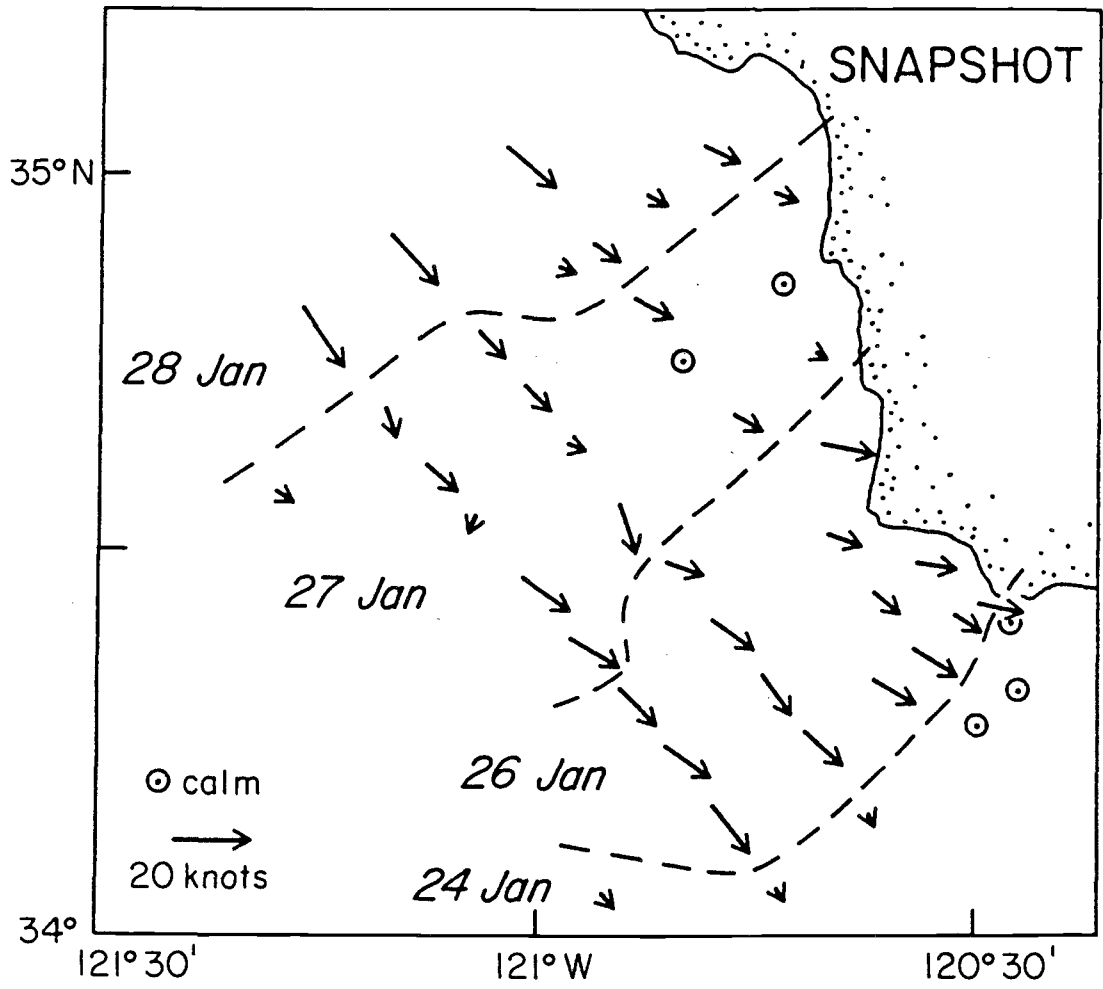 SNAPSHOT
35°N
28 Jan
27 Jan
26 Jan
⊙ calm
20 knots
24 Jan
34°
121°30'
121°W
120°30'